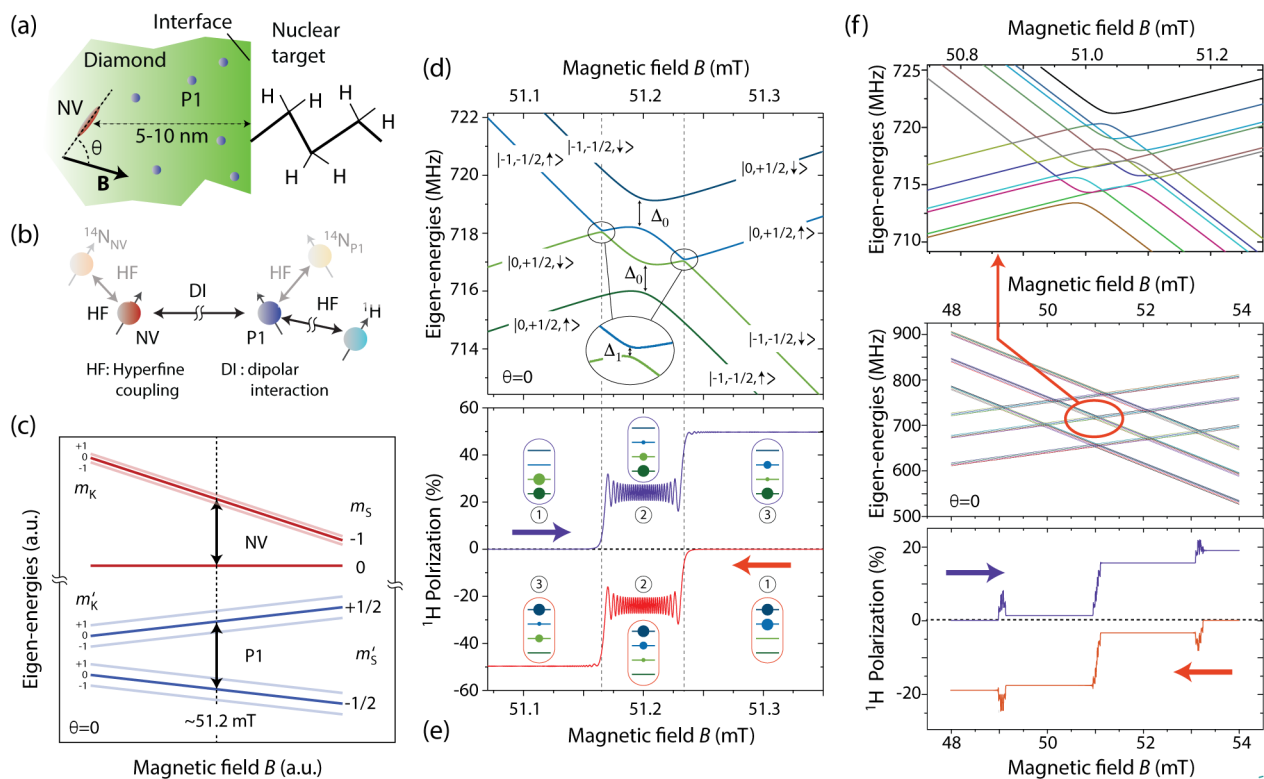 (a)
Interface
Nuclear
target
Diamond
P1
NV
5-10 nm
θ
B
H H H
H H H
(b)
14N NV
14N P1
HF
HF
DI
HF
HF
1H
NV
P1
HF: Hyperfine
coupling
DI : dipolar
interaction
(c)
Eigen-energies (a.u.)
+1
0
-1
mK
mS
NV
-1
0
m′K
+1
0
-1
+1/2
P1
+1
0
-1
m′S
-1/2
~51.2 mT
θ=0
Magnetic field B (a.u.)
(d)
Magnetic field B (mT)
51.1 51.2 51.3
Eigen-energies (MHz)
722
720
718
716
714
|-1,-1/2,↓>
|-1,-1/2,↑>
|0,+1/2,↓>
Δ0
|0,+1/2,↓>
|0,+1/2,↑>
Δ0
|0,+1/2,↑>
|-1,-1/2,↓>
Δ1
|-1,-1/2,↑>
θ=0
1H Polrization (%)
60
40
20
0
-20
-40
-60
① ② ③
③ ② ①
51.1 51.2 51.3
(e)
Magnetic field B (mT)
(f)
Magnetic field B (mT)
50.8 51.0 51.2
Eigen-energies (MHz)
725
720
715
710
48 50 52 54
Eigen-energies (MHz)
900
800
700
600
500
θ=0
1H Polarization (%)
20
0
-20
48 50 52 54
Magnetic field B (mT)